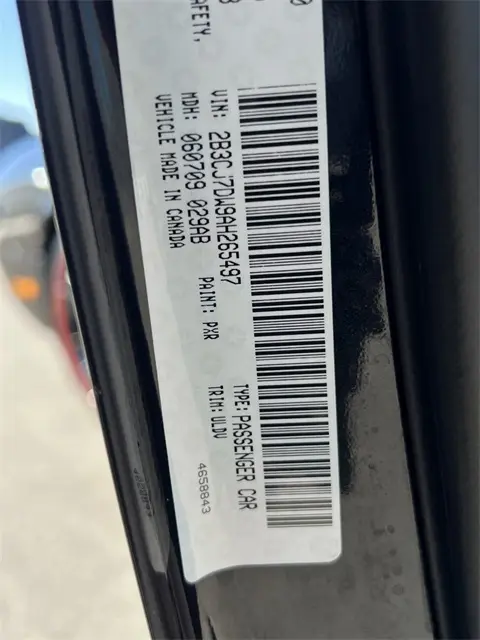 AFETY,
VIN: 2B3CJ7DW9AH265497 TYPE: PASSENGER CAR
MDH: 060709 029AB PAINT: PXR TRIM: ULDV
VEHICLE MADE IN CANADA
4658843